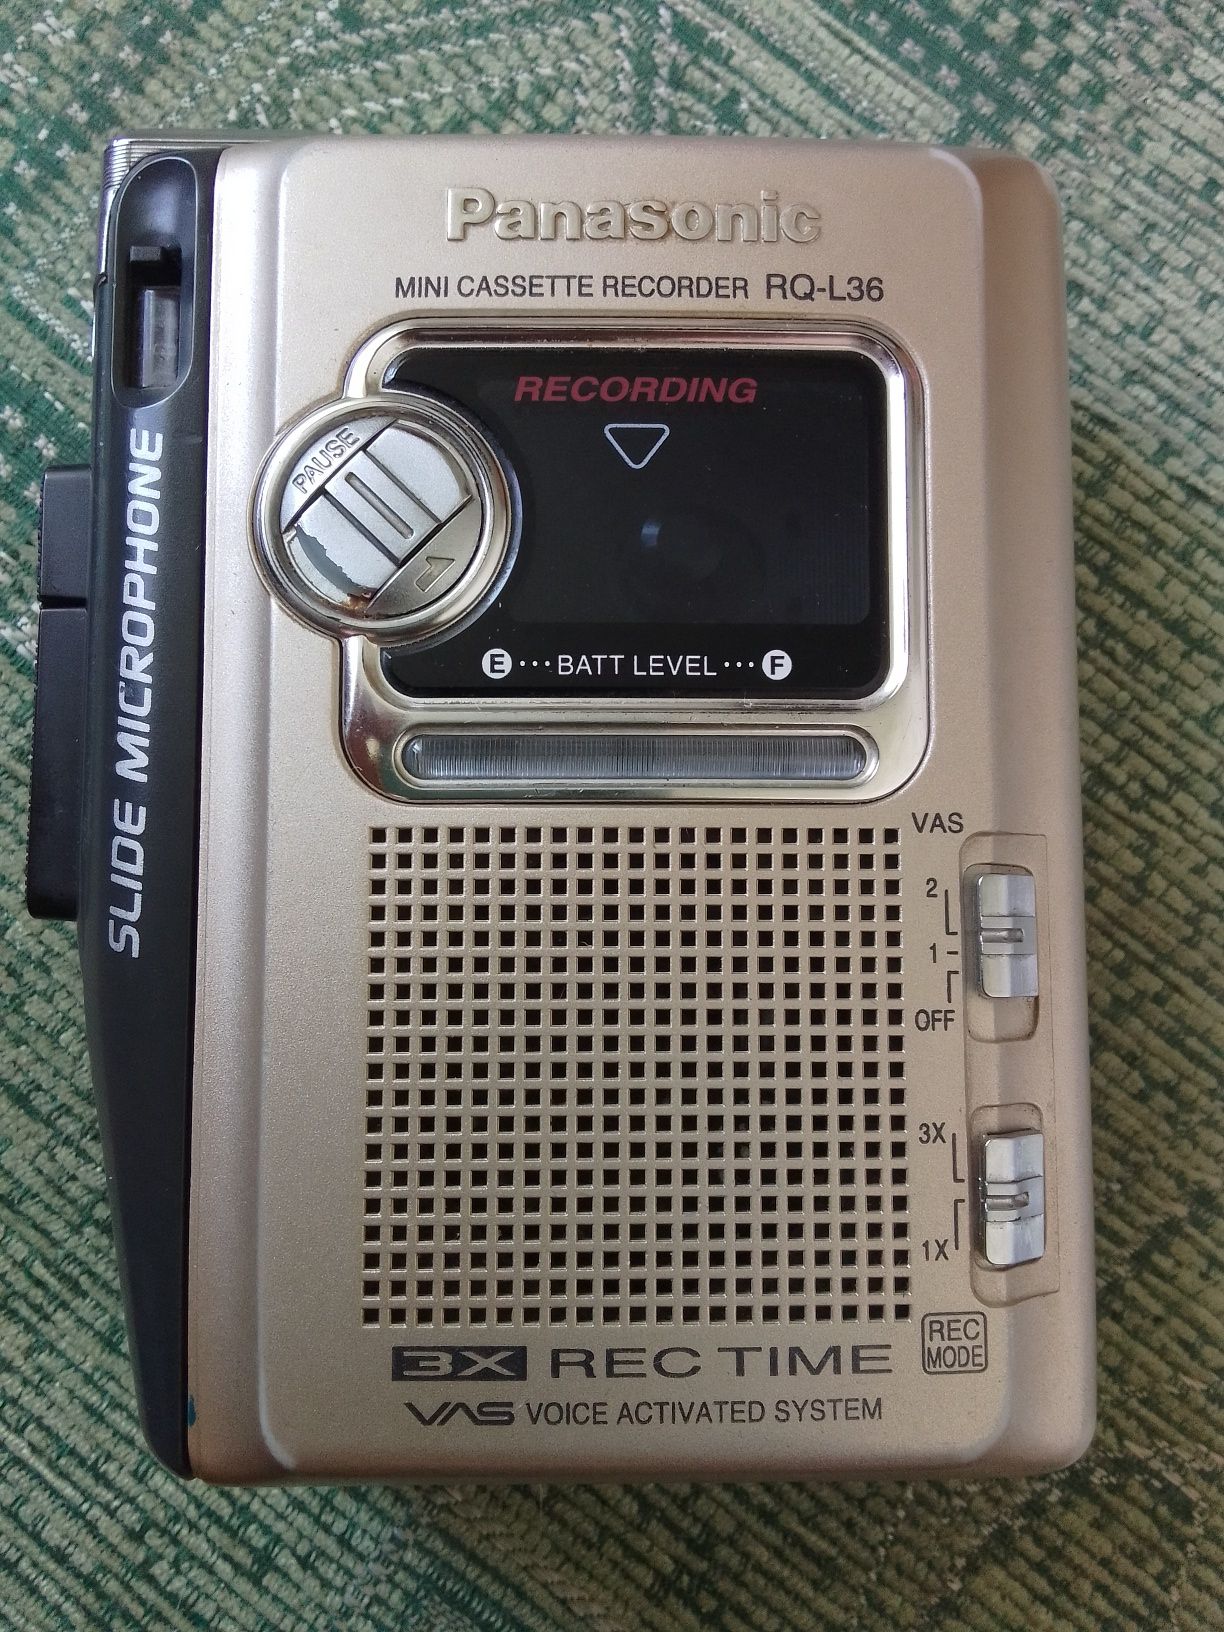 Panasonic
MINI CASSETTE RECORDER RQ-L36
RECORDING
PAUSE
E···BATT LEVEL···F
SLIDE MICROPHONE
VAS
2
1
OFF
3X
1X
REC
MODE
3X REC TIME
VAS VOICE ACTIVATED SYSTEM